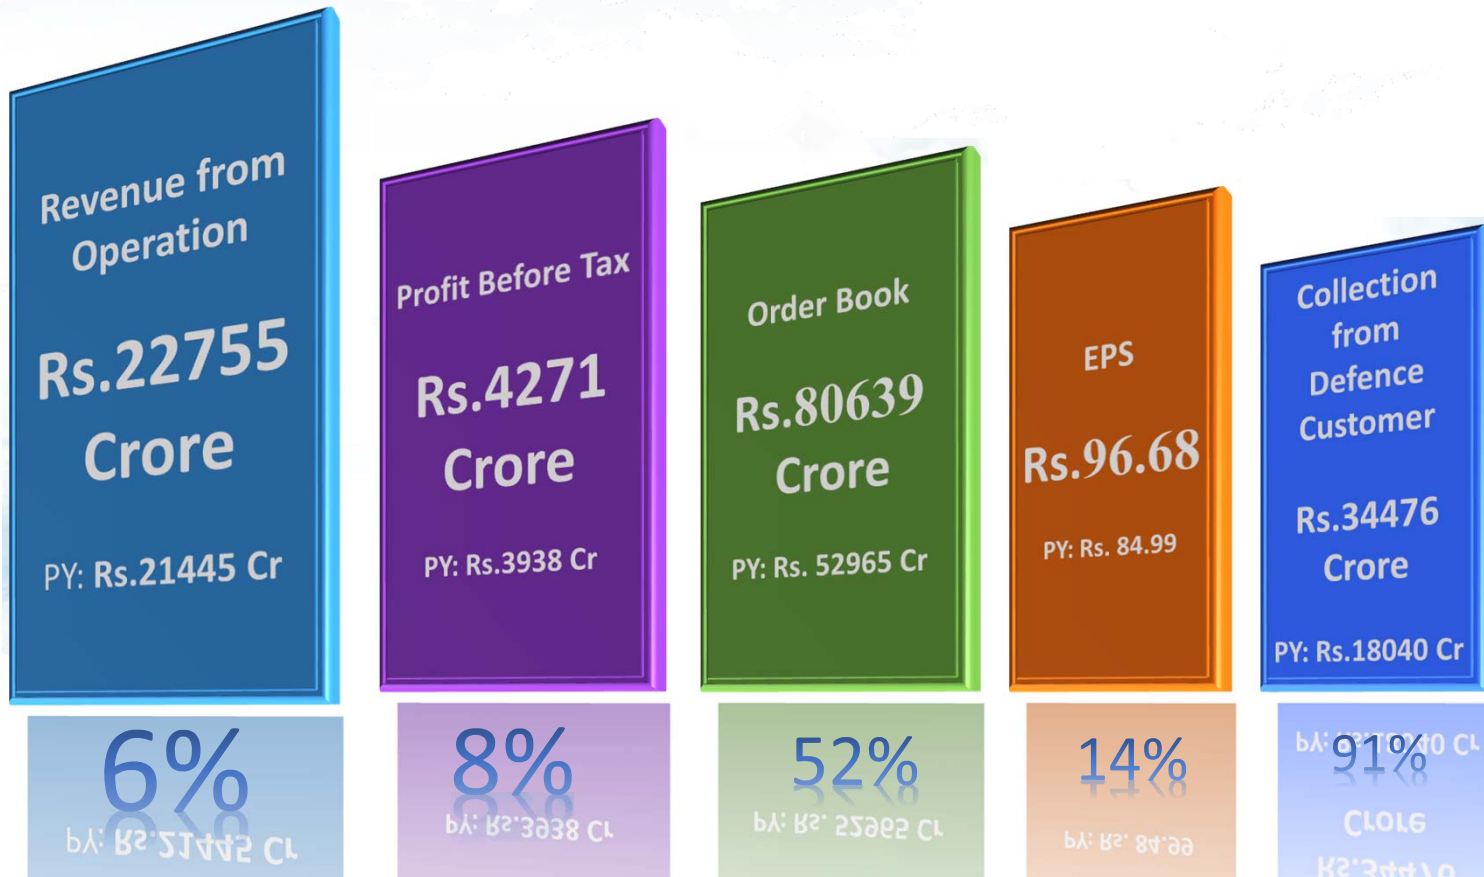 Revenue from
Operation
Rs.22755
Crore
PY: Rs.21445 Cr
6%
Profit Before Tax
Rs.4271
Crore
PY: Rs.3938 Cr
8%
Order Book
Rs.80639
Crore
PY: Rs. 52965 Cr
52%
EPS
Rs.96.68
PY: Rs. 84.99
14%
Collection
from
Defence
Customer
Rs.34476
Crore
PY: Rs.18040 Cr
91%